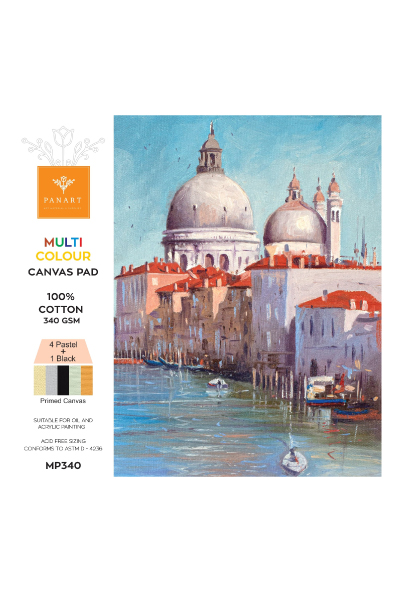 PANART
MULTI
COLOUR
CANVAS PAD
100%
COTTON
340 GSM
4 Pastel
+
1 Black
Primed Canvas
SUITABLE FOR OIL AND
ACRYLIC PAINTING
ACID FREE SIZING
CONFORMS TO ASTM D - 4236
MP340